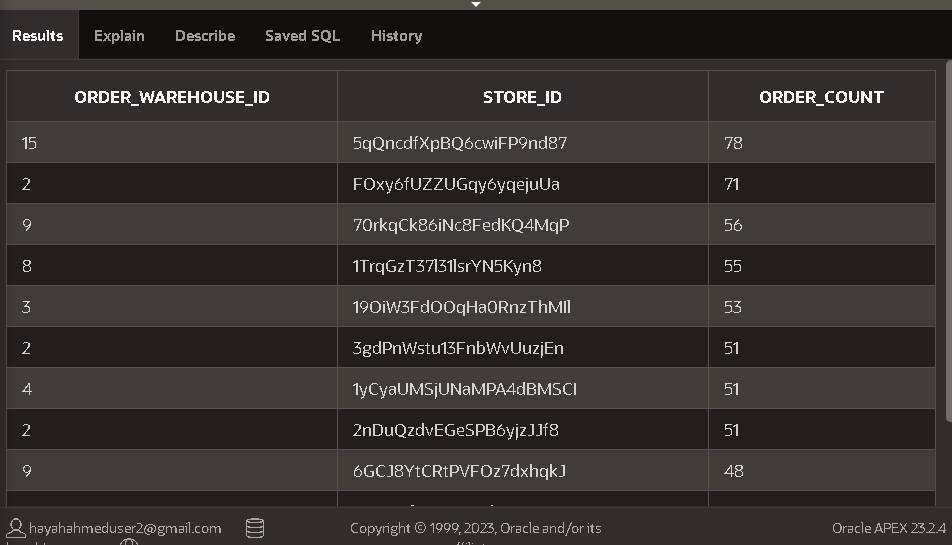 Results Explain Describe Saved SQL History
ORDER_WAREHOUSE_ID STORE_ID ORDER_COUNT
15 5qQncdfXpBQ6cwiFP9nd87 78
2 FOxy6fUZZUGqy6yqejuUa 71
9 70rkqCk86iNc8FedKQ4MqP 56
8 1TrqGzT37l31lsrYN5Kyn8 55
3 19OiW3FdOOqHa0RnzThMIl 53
2 3gdPnWstu13FnbWvUuzjEn 51
4 1yCyaUMSjUNaMPA4dBMSCI 51
2 2nDuQzdvEGeSPB6yjzJJf8 51
9 6GCJ8YtCRtPVFOz7dxhqkJ 48
hayahahmeduser2@gmail.com Copyright © 1999, 2023, Oracle and/or its Oracle APEX 23.2.4